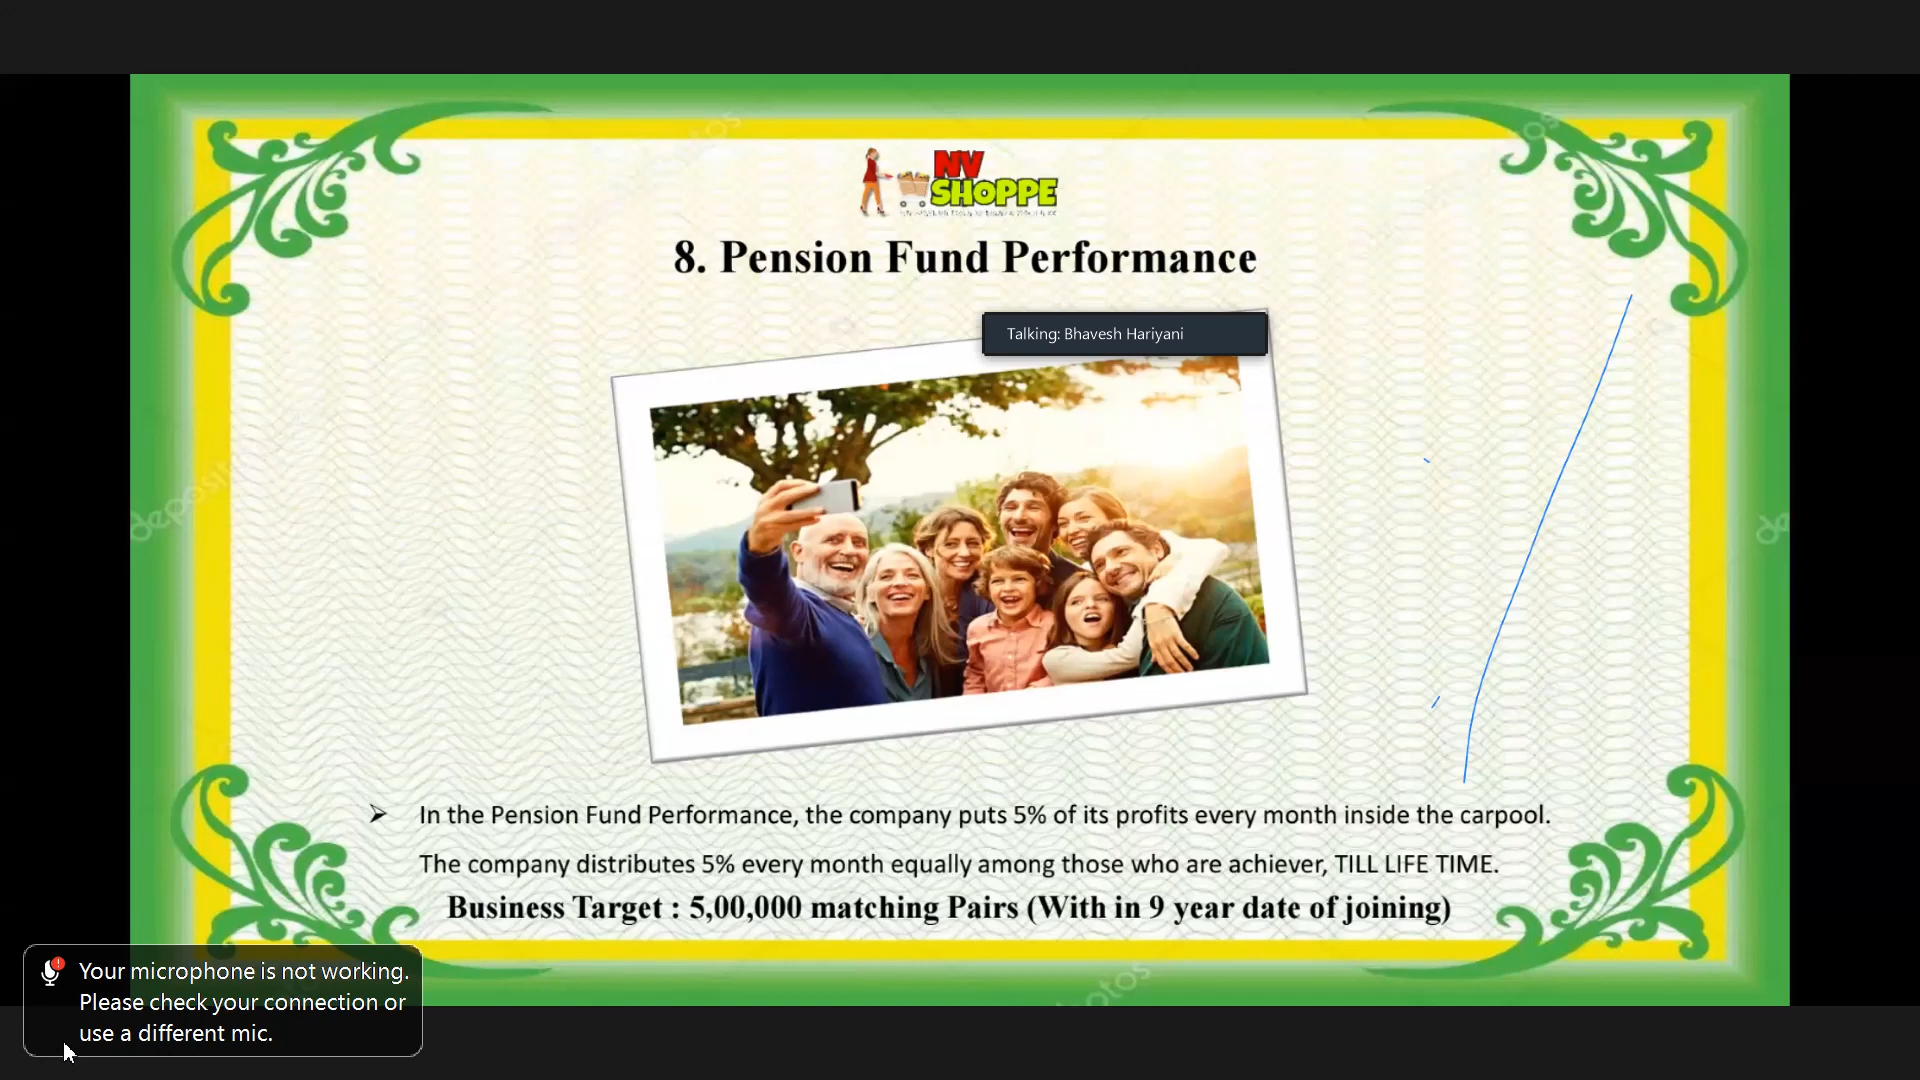 NV
SHOPPE
8. Pension Fund Performance
Talking: Bhavesh Hariyani
➢ In the Pension Fund Performance, the company puts 5% of its profits every month inside the carpool.
The company distributes 5% every month equally among those who are achiever, TILL LIFE TIME.
Business Target : 5,00,000 matching Pairs (With in 9 year date of joining)
Your microphone is not working.
Please check your connection or
use a different mic.